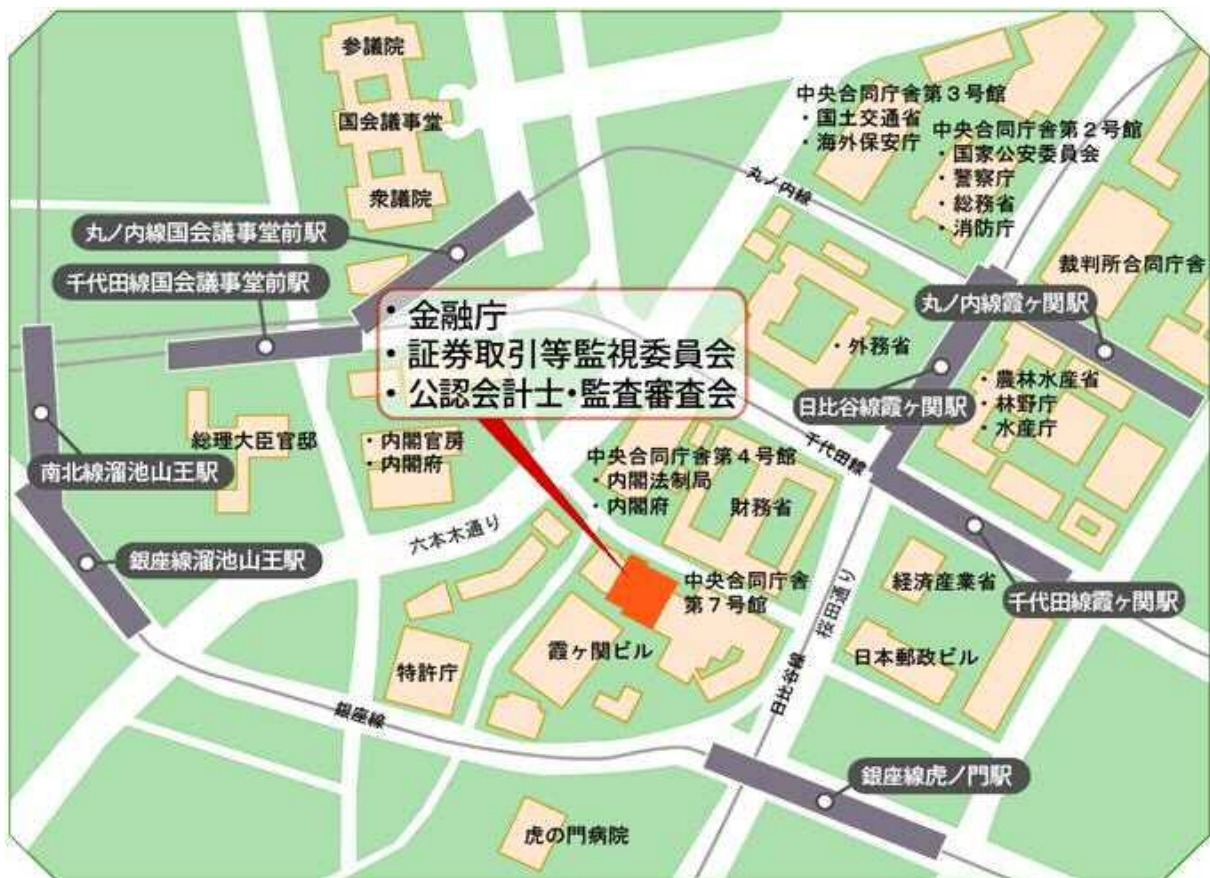 参議院
国会議事堂
衆議院
中央合同庁舎第3号館
・国土交通省
・海外保安庁
中央合同庁舎第2号館
・国家公安委員会
・警察庁
・総務省
・消防庁
丸ノ内線
丸ノ内線国会議事堂前駅
千代田線国会議事堂前駅
裁判所合同庁舎
丸ノ内線霞ヶ関駅
・金融庁
・証券取引等監視委員会
・公認会計士・監査審査会
・外務省
日比谷線霞ヶ関駅
・農林水産省
・林野庁
・水産庁
総理大臣官邸
・内閣官房
・内閣府
千代田線
南北線溜池山王駅
中央合同庁舎第4号館
・内閣法制局
・内閣府
財務省
六本木通り
銀座線溜池山王駅
中央合同庁舎
第7号館
桜田通り
経済産業省
千代田線霞ヶ関駅
霞ヶ関ビル
特許庁
日本郵政ビル
日比谷線
銀座線
銀座線虎ノ門駅
虎の門病院